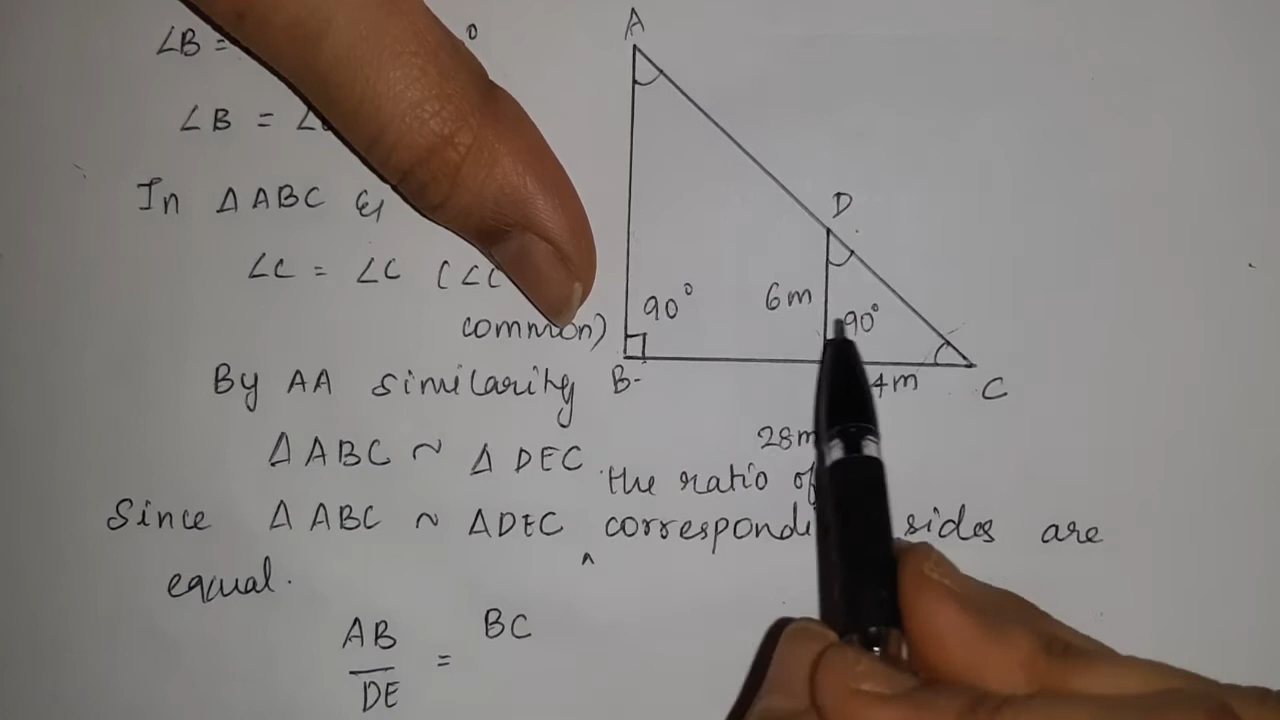 ∠B =
∠B = ∠
In ΔABC &
∠C = ∠C (∠C
common)
By AA similarity
ΔABC ~ ΔDEC
the ratio of
Since ΔABC ~ ΔDEC ^ correspondi sides are
equal.
AB = BC
DE
A
D
90°
6m
90°
B
4m
C
28m